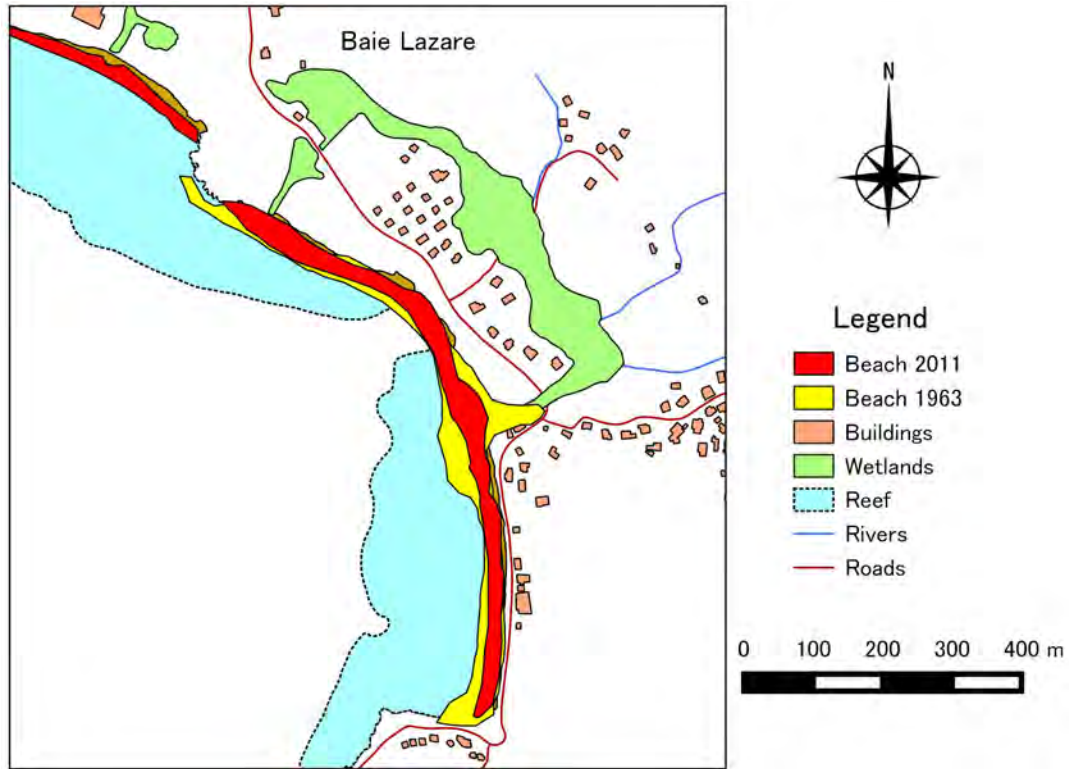 Baie Lazare
N
Legend
Beach 2011
Beach 1963
Buildings
Wetlands
Reef
Rivers
Roads
0 100 200 300 400 m